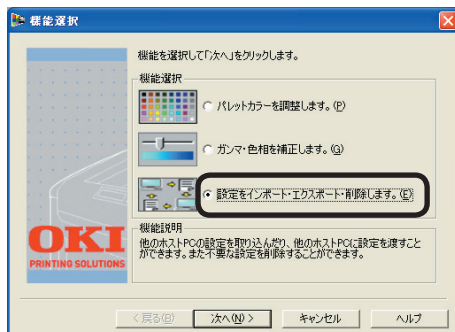 機能選択
機能を選択して「次へ」をクリックします。
機能選択
パレットカラーを調整します。(P)
ガンマ・色相を補正します。(G)
設定をインポート・エクスポート・削除します。(E)
機能説明
他のホストPCの設定を取り込んだり、他のホストPCに設定を渡すこと
ができます。また不要な設定を削除することができます。
OKI
PRINTING SOLUTIONS
< 戻る(B)
次へ(N) >
キャンセル
ヘルプ